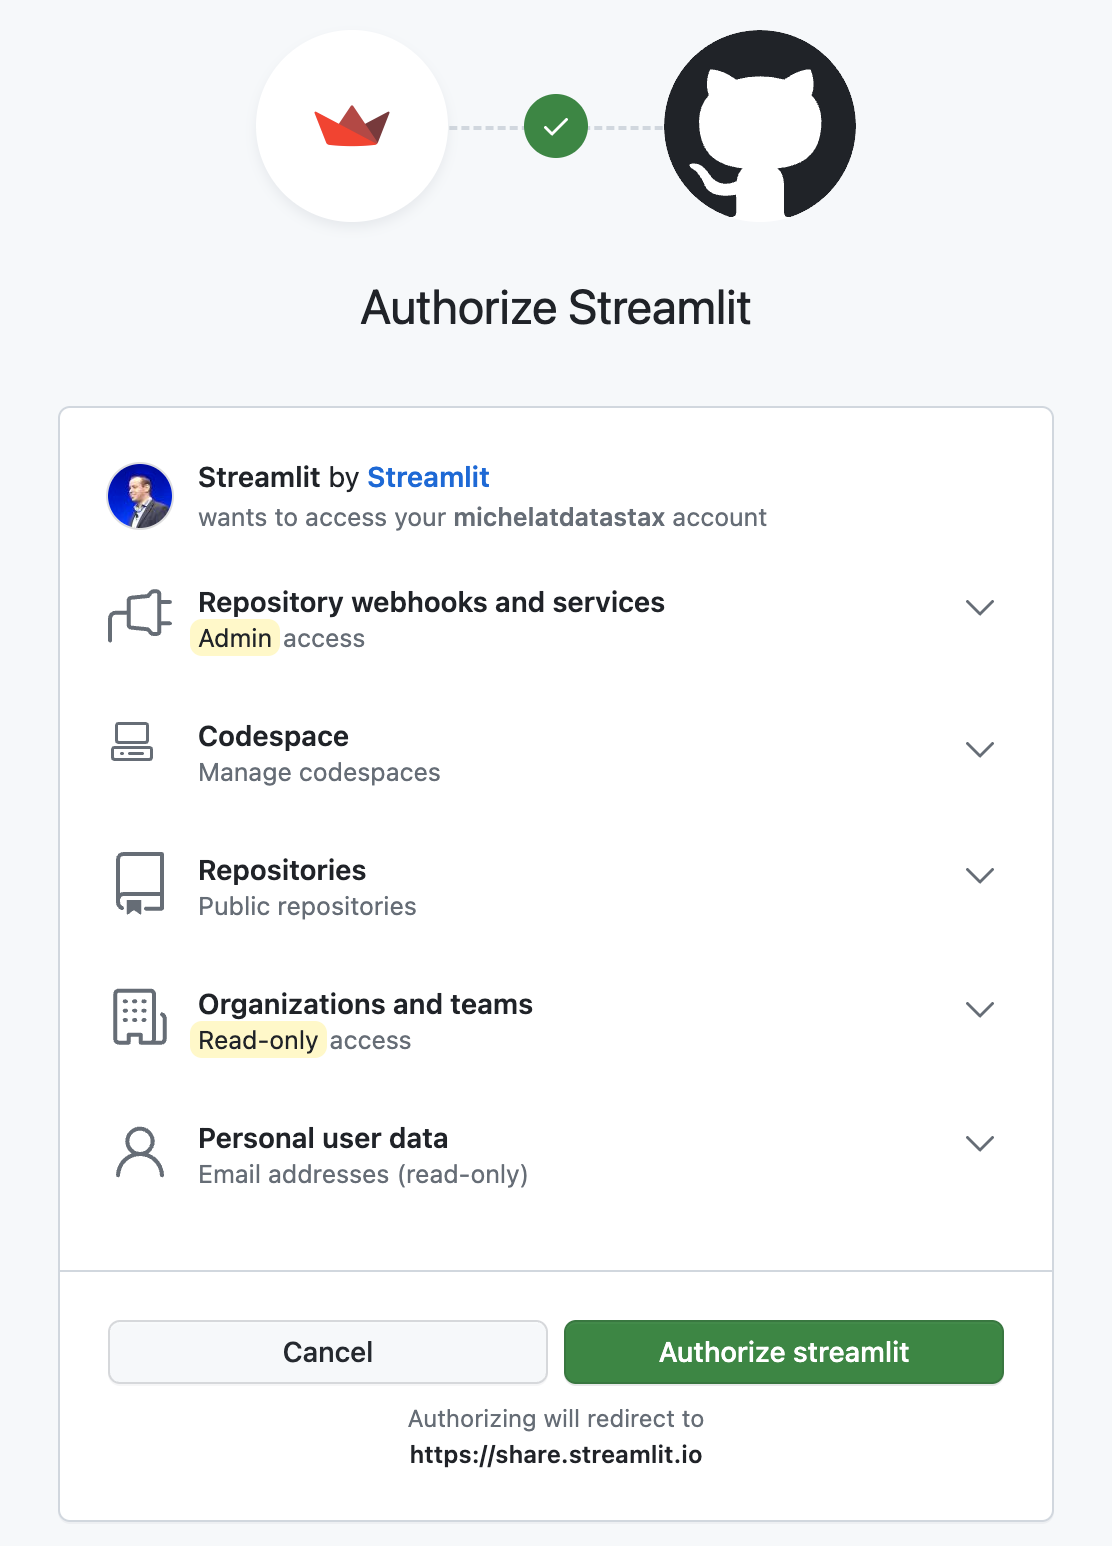 Authorize Streamlit
Streamlit by Streamlit
wants to access your michelatdatastax account
Repository webhooks and services
Admin access
Codespace
Manage codespaces
Repositories
Public repositories
Organizations and teams
Read-only access
Personal user data
Email addresses (read-only)
Cancel
Authorize streamlit
Authorizing will redirect to
https://share.streamlit.io